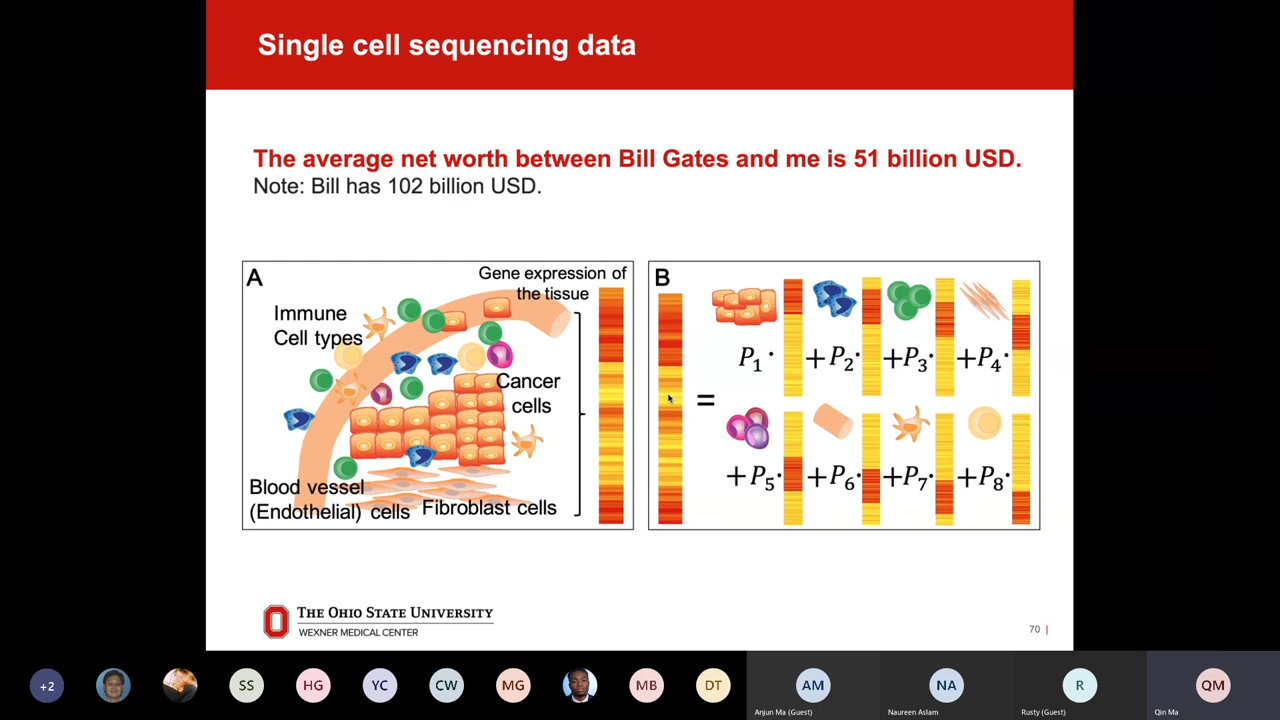 Single cell sequencing data
The average net worth between Bill Gates and me is 51 billion USD.
Note: Bill has 102 billion USD.
A
Gene expression of
the tissue
Immune
Cell types
Cancer
cells
Blood vessel
(Endothelial) cells
Fibroblast cells
B
=
P₁·
+P₂·
+P₃·
+P₄·
+P₅·
+P₆·
+P₇·
+P₈·
THE OHIO STATE UNIVERSITY
WEXNER MEDICAL CENTER
70 |
+2
SS
HG
YC
CW
MG
MB
DT
AM
NA
R
QM
Anjun Ma (Guest)
Naureen Aslam
Rusty (Guest)
Qin Ma